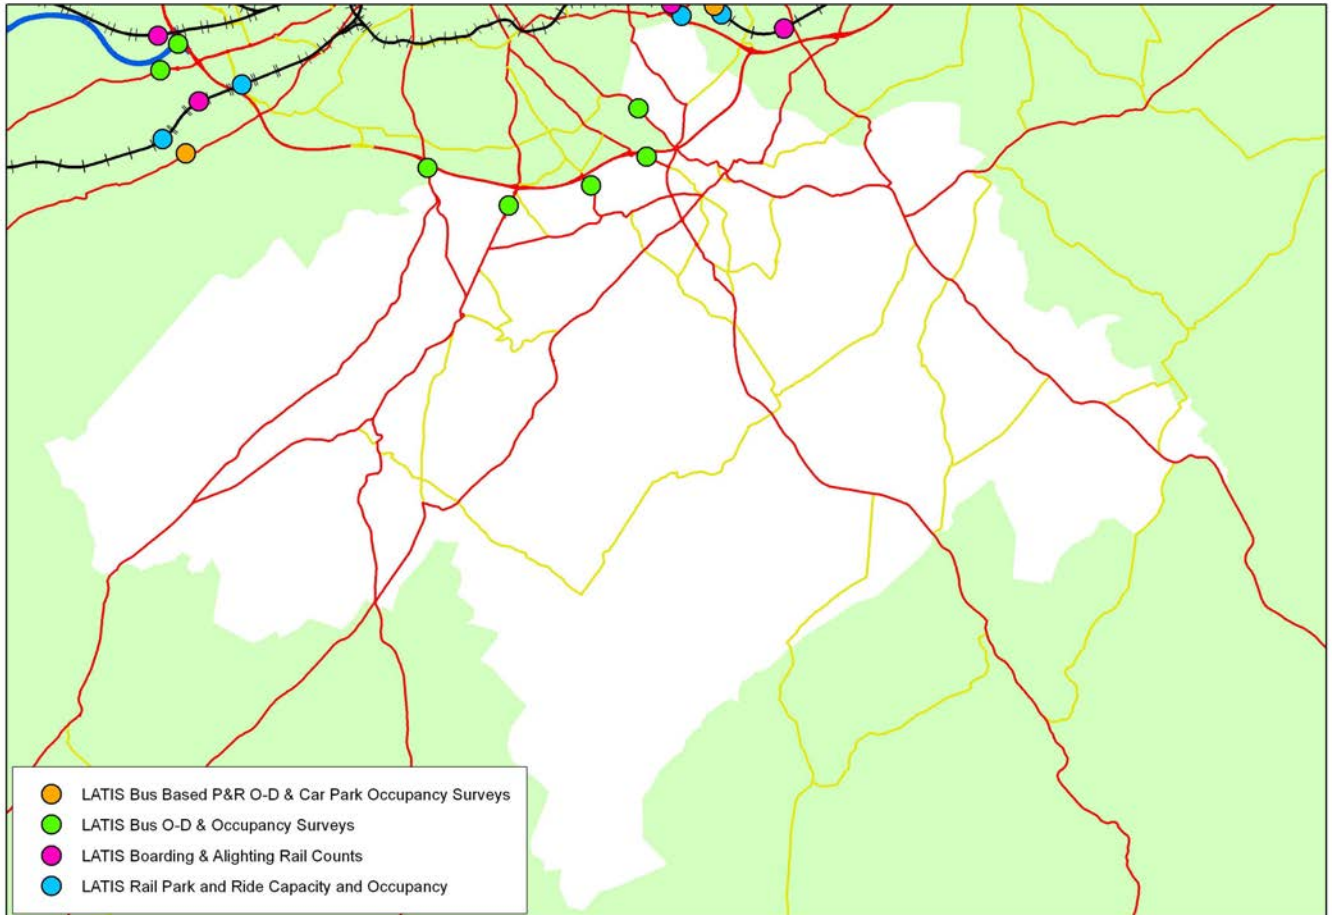 LATIS Bus Based P&R O-D & Car Park Occupancy Surveys
LATIS Bus O-D & Occupancy Surveys
LATIS Boarding & Alighting Rail Counts
LATIS Rail Park and Ride Capacity and Occupancy